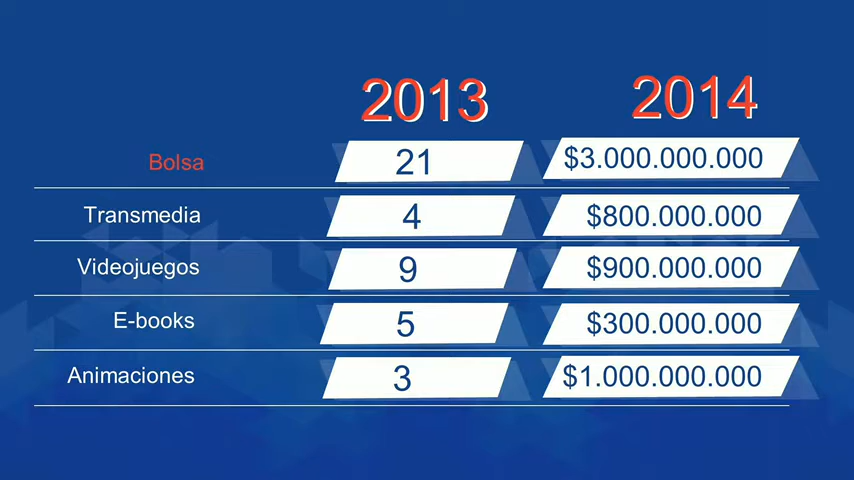 2013 2014
Bolsa 21 $3.000.000.000
Transmedia 4 $800.000.000
Videojuegos 9 $900.000.000
E-books 5 $300.000.000
Animaciones 3 $1.000.000.000